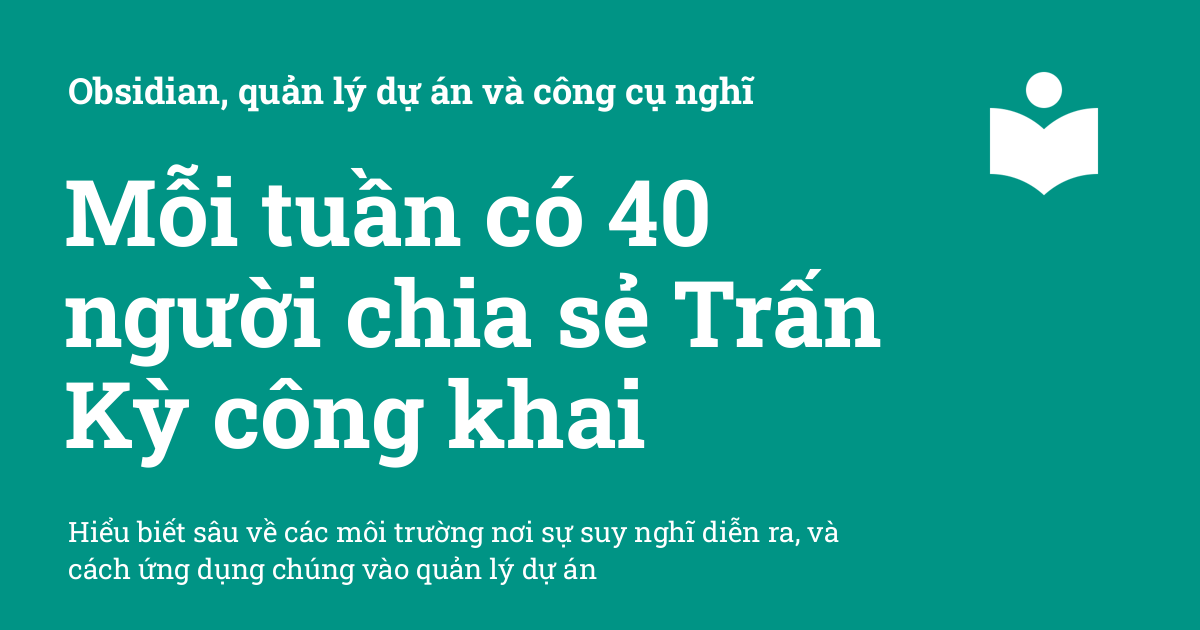 Obsidian, quản lý dự án và công cụ nghĩ
Mỗi tuần có 40
người chia sẻ Trấn
Kỳ công khai
Hiểu biết sâu về các môi trường nơi sự suy nghĩ diễn ra, và
cách ứng dụng chúng vào quản lý dự án